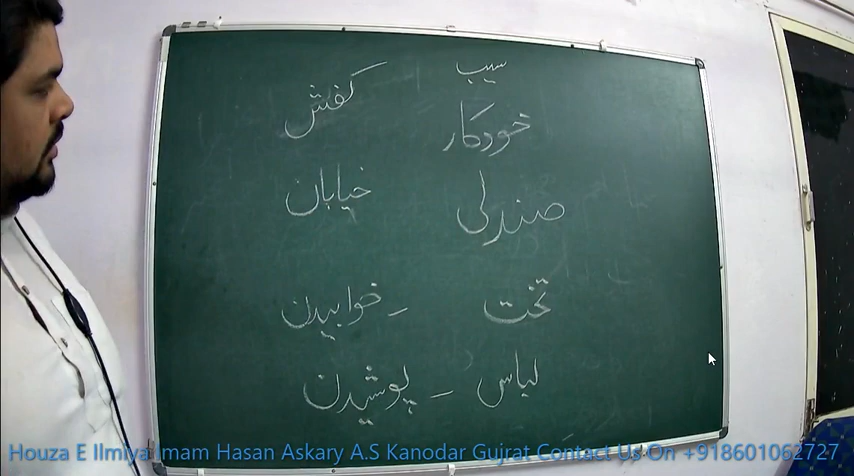 سیب
کفش
خودکار
خیابان
صندلی
تخت - خوابیدن
لباس - پوشیدن
Houza E Ilmiya Imam Hasan Askary A.S Kanodar Gujrat Contact Us On +918601062727